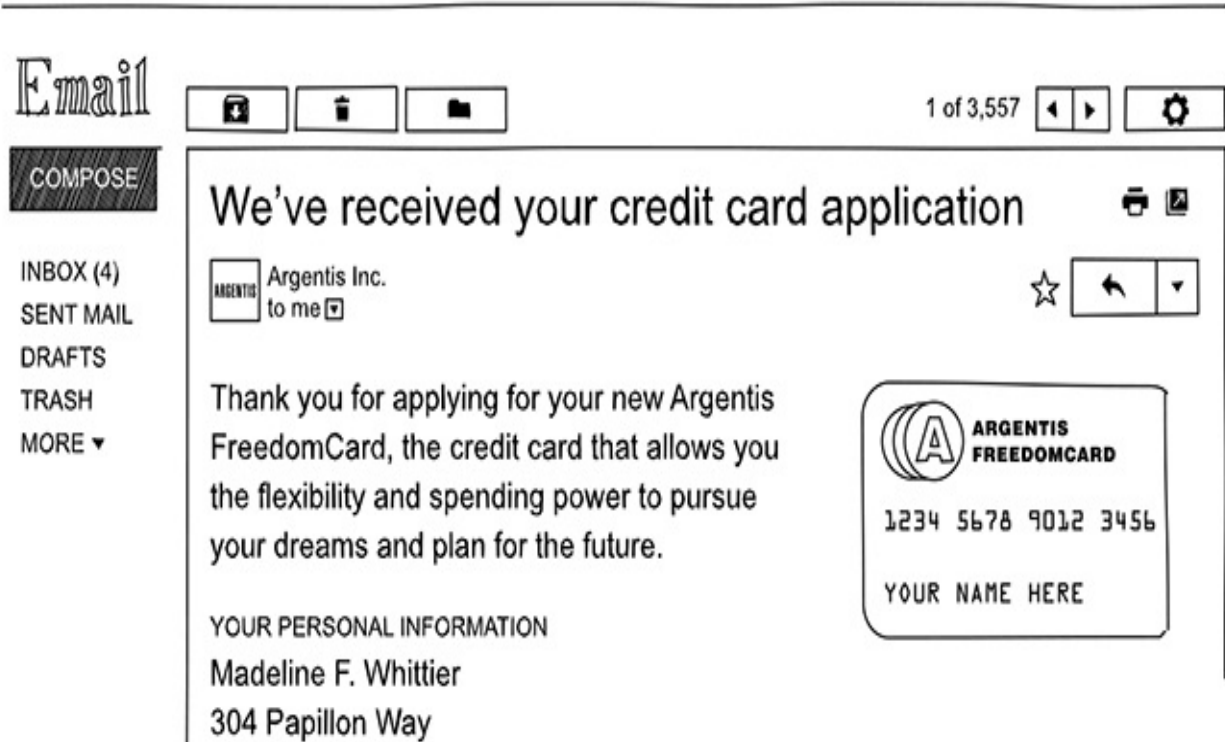 Email
1 of 3,557
COMPOSE
We've received your credit card application
INBOX (4)
SENT MAIL
DRAFTS
TRASH
MORE
ARGENTIS
Argentis Inc.
to me
Thank you for applying for your new Argentis
FreedomCard, the credit card that allows you
the flexibility and spending power to pursue
your dreams and plan for the future.
A
ARGENTIS
FREEDOMCARD
1234 5678 9012 3456
YOUR NAME HERE
YOUR PERSONAL INFORMATION
Madeline F. Whittier
304 Papillon Way